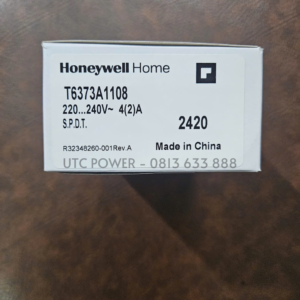 Honeywell Home
T6373A1108
220...240V~ 4(2)A
S.P.D.T.
2420
R32348260-001Rev.A
Made in China
UTC POWER - 0813 633 888